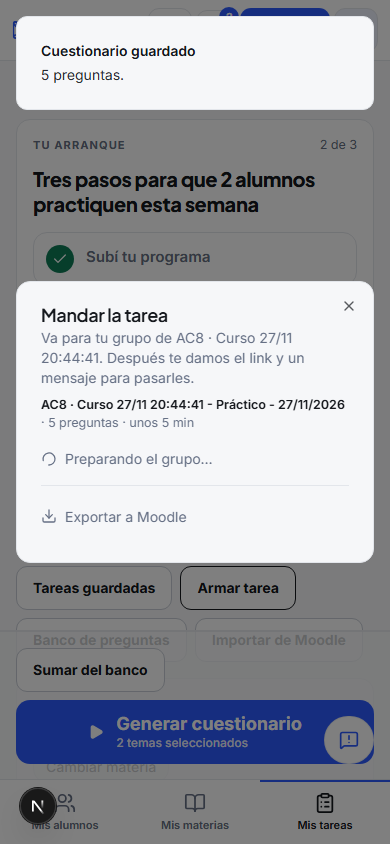 Cuestionario guardado
5 preguntas.
TU ARRANQUE
2 de 3
Tres pasos para que 2 alumnos
practiquen esta semana
Subí tu programa
Mandar la tarea
Va para tu grupo de AC8 · Curso 27/11
20:44:41. Después te damos el link y un
mensaje para pasarles.
AC8 · Curso 27/11 20:44:41 - Práctico - 27/11/2026
· 5 preguntas · unos 5 min
Preparando el grupo...
Exportar a Moodle
Tareas guardadas
Armar tarea
Banco de preguntas
Importar de Moodle
Sumar del banco
Generar cuestionario
2 temas seleccionados
Cambiar materia
N
Mis alumnos
Mis materias
Mis tareas